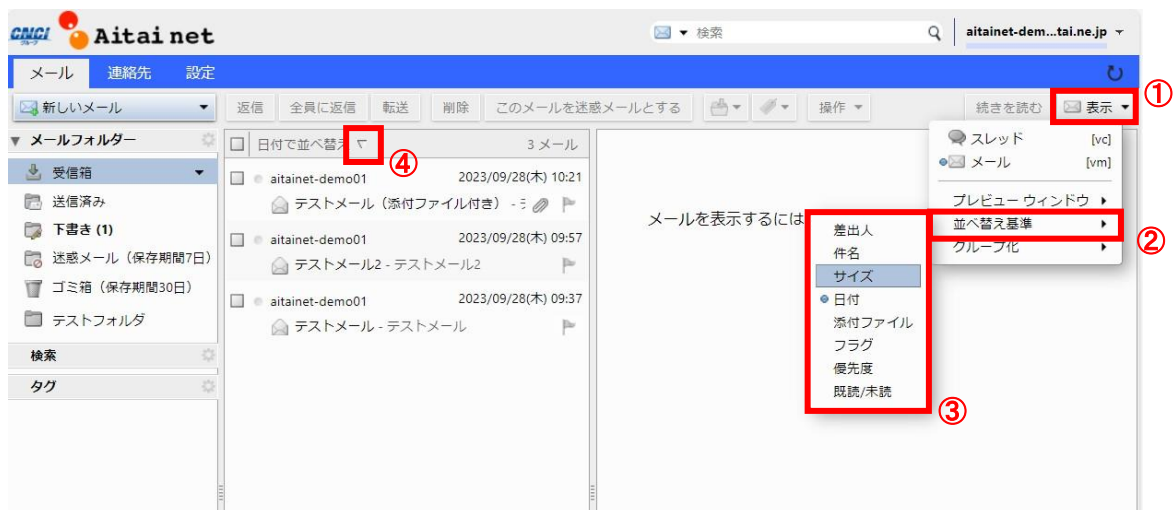 CNCI グループ Aitai net
検索
aitainet-dem...tai.ne.jp
メール 連絡先 設定
新しいメール
返信 全員に返信 転送 削除 このメールを迷惑メールとする 操作 続きを読む 表示 ①
メールフォルダー
受信箱
送信済み
下書き (1)
迷惑メール（保存期間7日）
ゴミ箱（保存期間30日）
テストフォルダ
検索
タグ
日付で並べ替え ④ 3 メール
aitainet-demo01 2023/09/28(木) 10:21
テストメール（添付ファイル付き） -
aitainet-demo01 2023/09/28(木) 09:57
テストメール2 - テストメール2
aitainet-demo01 2023/09/28(木) 09:37
テストメール - テストメール
メールを表示するには
スレッド [vc]
メール [vm]
プレビュー ウィンドウ
並べ替え基準 ②
グループ化
差出人
件名
サイズ
日付
添付ファイル
フラグ
優先度
既読/未読
③